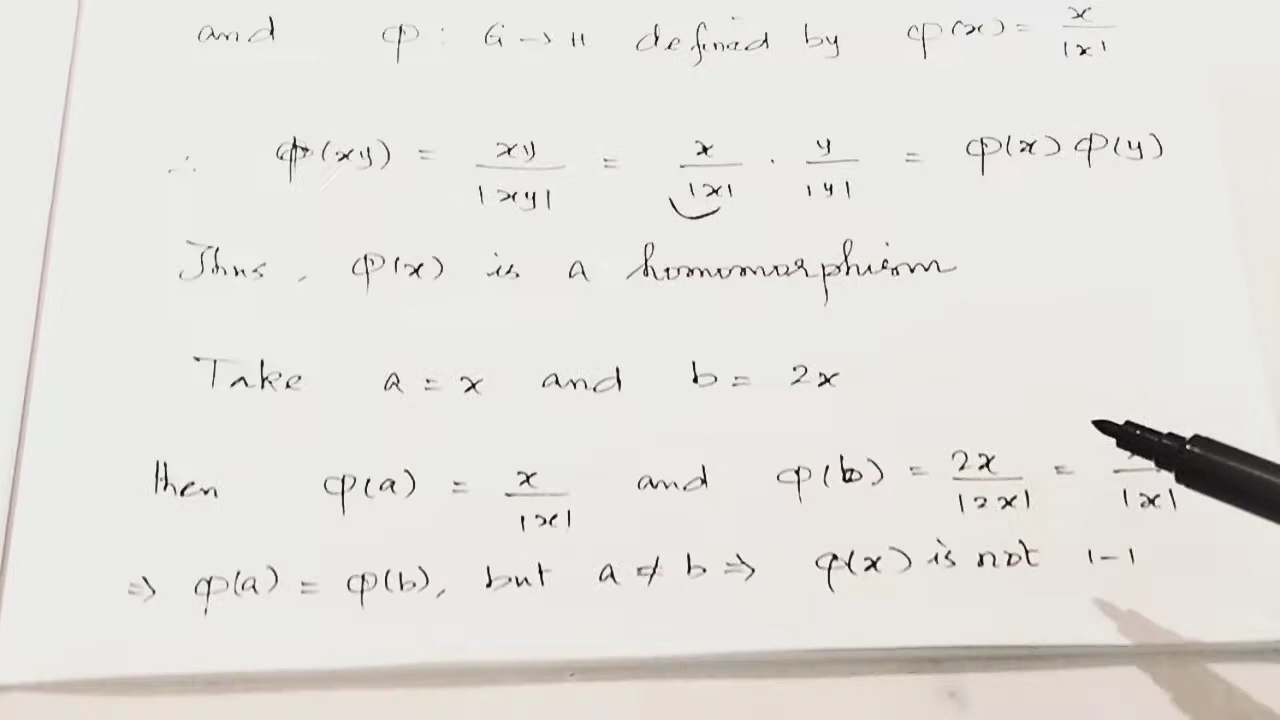 and φ : G → H defined by φ(x) = x/|x|
∴ φ(xy) = xy/|xy| = x/|x| · y/|y| = φ(x) φ(y)
Thus, φ(x) is a homomorphism
Take a = x and b = 2x
then φ(a) = x/|x| and φ(b) = 2x/|2x| = /|x|
⇒ φ(a) = φ(b), but a ≠ b ⇒ φ(x) is not 1-1